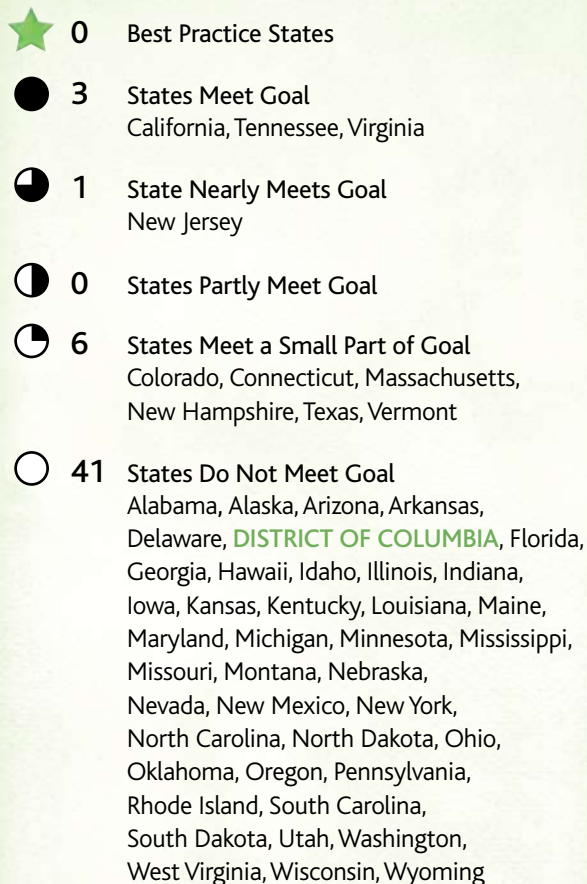 0 Best Practice States
3 States Meet Goal
California, Tennessee, Virginia
1 State Nearly Meets Goal
New Jersey
0 States Partly Meet Goal
6 States Meet a Small Part of Goal
Colorado, Connecticut, Massachusetts,
New Hampshire, Texas, Vermont
41 States Do Not Meet Goal
Alabama, Alaska, Arizona, Arkansas,
Delaware, DISTRICT OF COLUMBIA, Florida,
Georgia, Hawaii, Idaho, Illinois, Indiana,
Iowa, Kansas, Kentucky, Louisiana, Maine,
Maryland, Michigan, Minnesota, Mississippi,
Missouri, Montana, Nebraska,
Nevada, New Mexico, New York,
North Carolina, North Dakota, Ohio,
Oklahoma, Oregon, Pennsylvania,
Rhode Island, South Carolina,
South Dakota, Utah, Washington,
West Virginia, Wisconsin, Wyoming